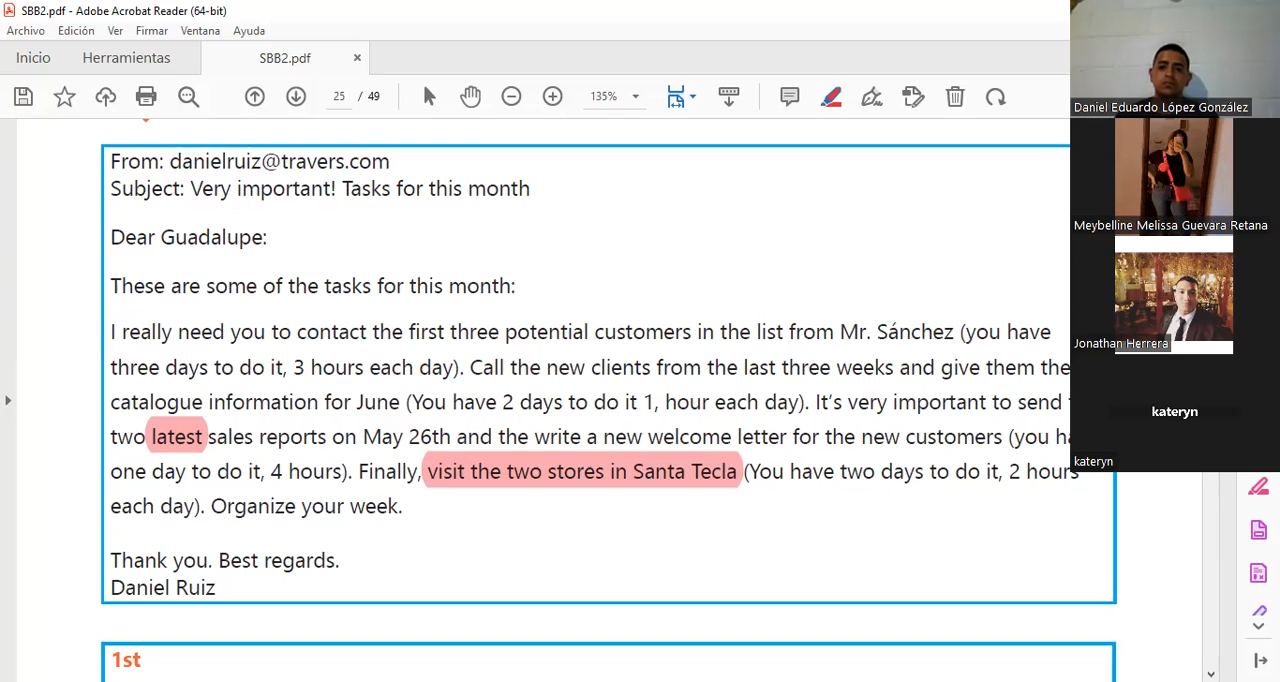 SBB2.pdf - Adobe Acrobat Reader (64-bit)
Archivo Edición Ver Firmar Ventana Ayuda
Inicio Herramientas SBB2.pdf ×
25 / 49 135%
From: danielruiz@travers.com
Subject: Very important! Tasks for this month
Dear Guadalupe:
These are some of the tasks for this month:
I really need you to contact the first three potential customers in the list from Mr. Sánchez (you have
three days to do it, 3 hours each day). Call the new clients from the last three weeks and give them the
catalogue information for June (You have 2 days to do it 1, hour each day). It's very important to send
two latest sales reports on May 26th and the write a new welcome letter for the new customers (you
one day to do it, 4 hours). Finally, visit the two stores in Santa Tecla (You have two days to do it, 2 hours
each day). Organize your week.
Thank you. Best regards.
Daniel Ruiz
1st
Daniel Eduardo López González
Meybelline Melissa Guevara Retana
Jonathan Herrera
kateryn
kateryn